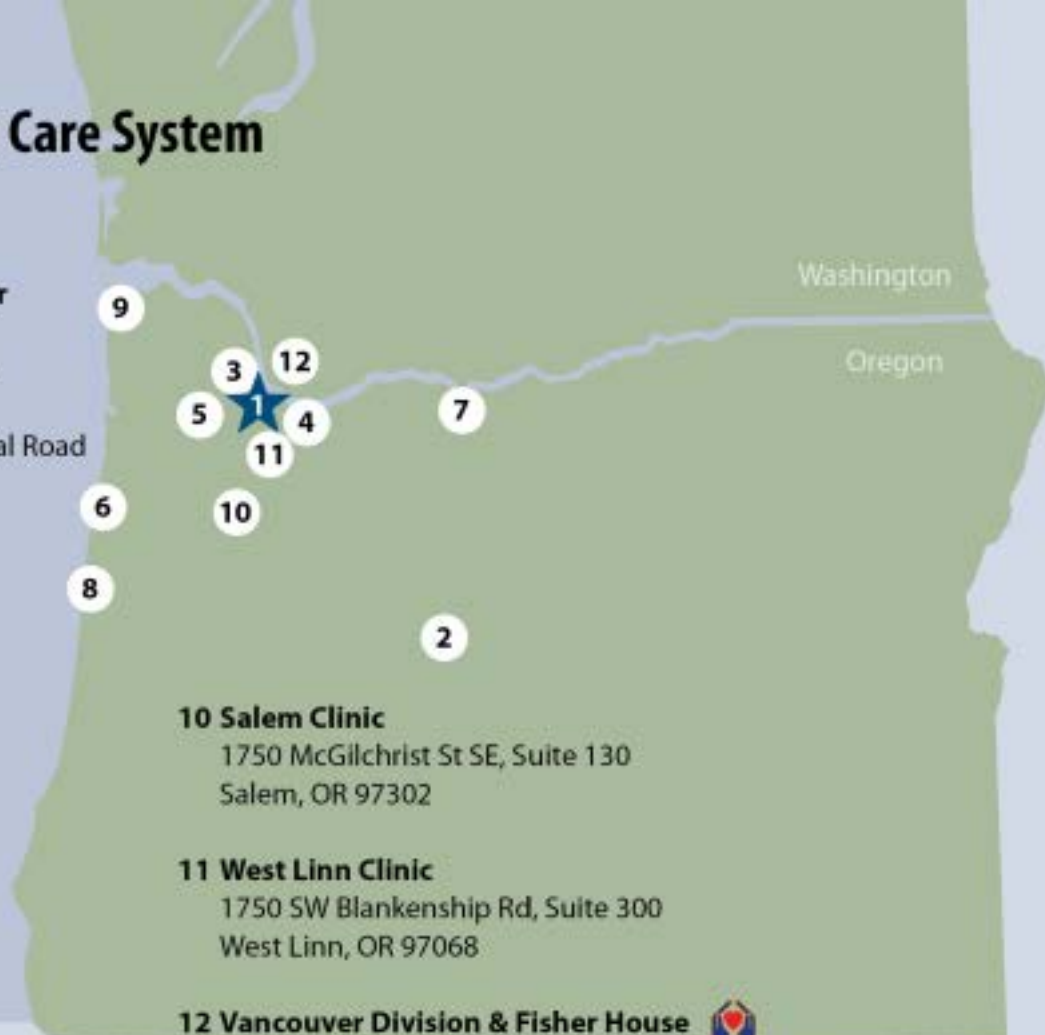 Care System
Washington
r
9
Oregon
3
12
1
5
4
7
11
al Road
6
10
8
2
10 Salem Clinic
1750 McGilchrist St SE, Suite 130
Salem, OR 97302
11 West Linn Clinic
1750 SW Blankenship Rd, Suite 300
West Linn, OR 97068
12 Vancouver Division & Fisher House